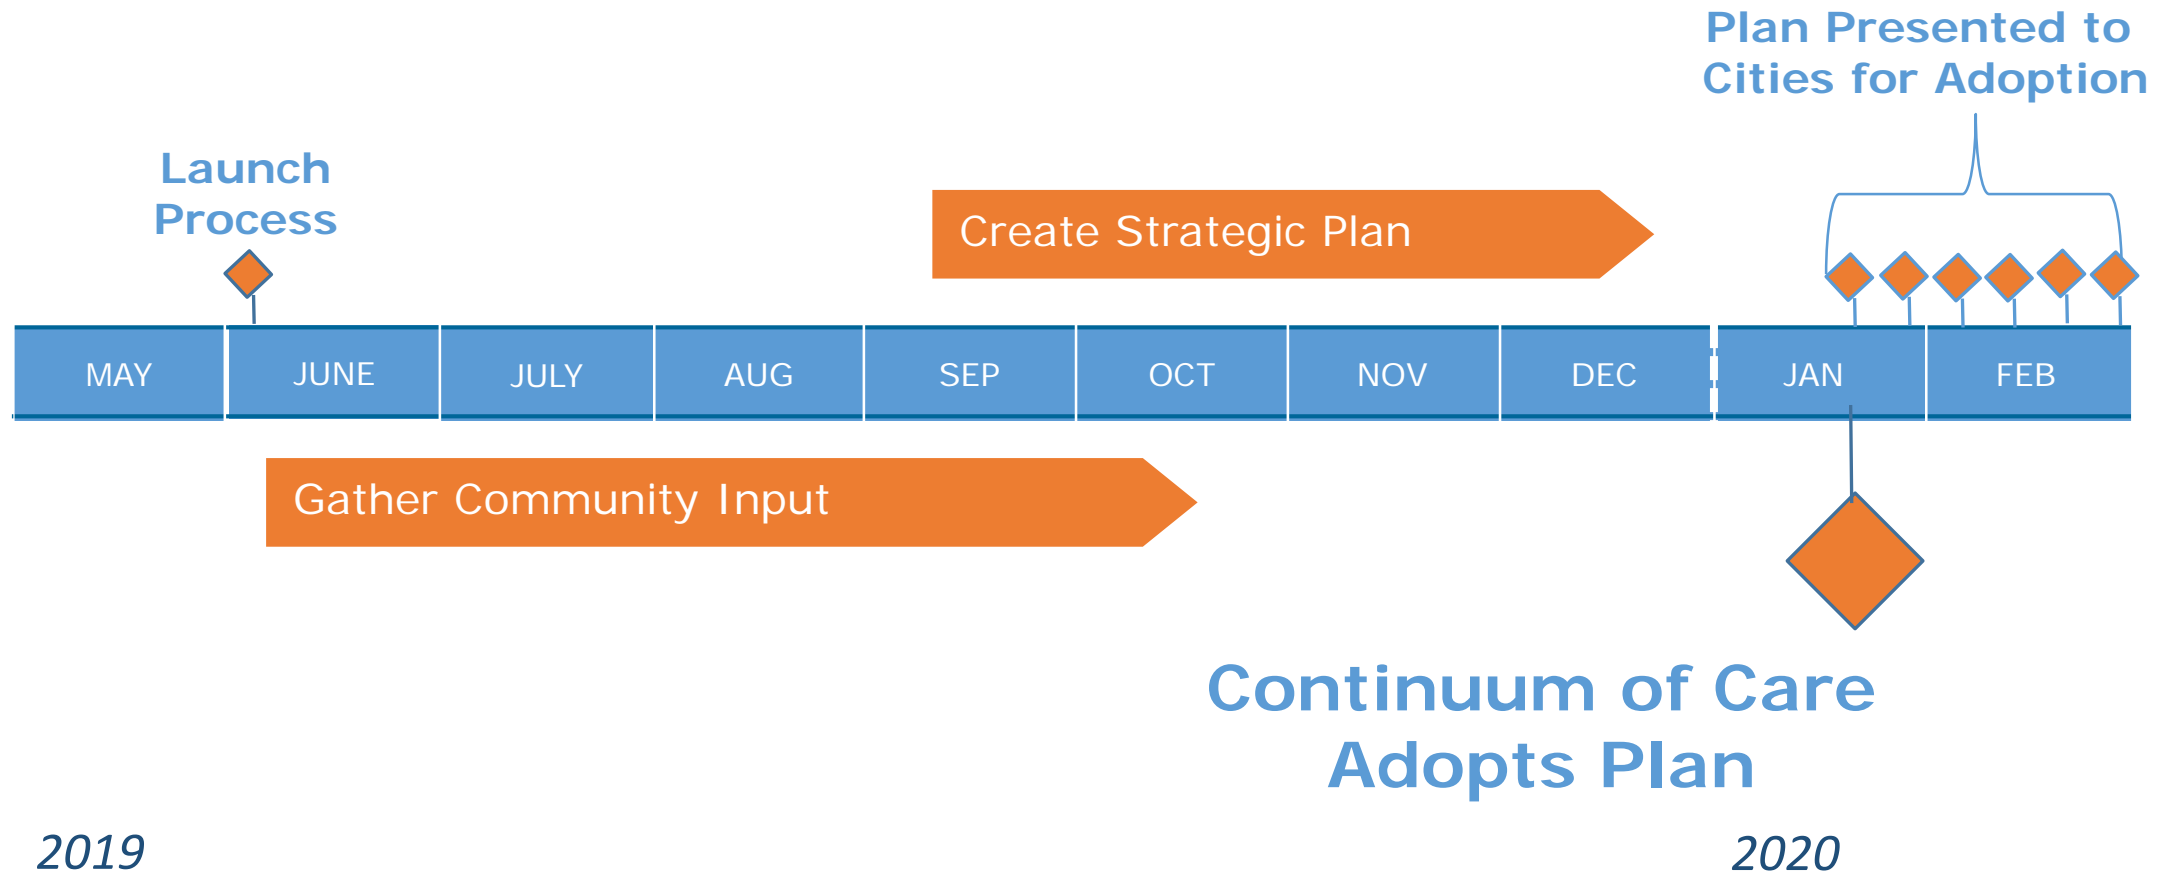 Plan Presented to
Cities for Adoption
Launch
Process
Create Strategic Plan
MAY JUNE JULY AUG SEP OCT NOV DEC JAN FEB
Gather Community Input
Continuum of Care
Adopts Plan
2019 2020